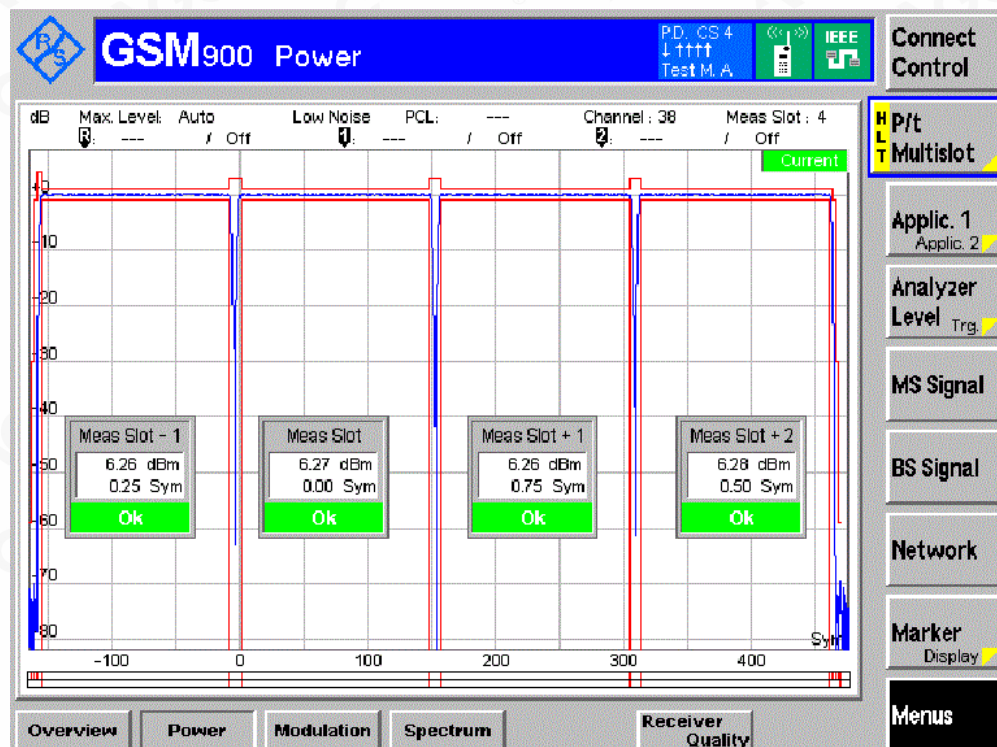 R/S
GSM900 Power
P.D. CS 4
↓ ↑↑↑↑
Test M. A
IEEE
Connect
Control
dB Max. Level: Auto Low Noise PCL: --- Channel : 38 Meas Slot : 4
R: --- / Off 1: --- / Off 2: --- / Off
H L T
P/t
Multislot
Current
+0
-10
-20
-30
-40
-50
-60
-70
-80
Applic. 1
Applic. 2
Analyzer
Level Trg.
MS Signal
Meas Slot - 1
6.26 dBm
0.25 Sym
Ok
Meas Slot
6.27 dBm
0.00 Sym
Ok
Meas Slot + 1
6.26 dBm
0.75 Sym
Ok
Meas Slot + 2
6.28 dBm
0.50 Sym
Ok
BS Signal
Network
Sym
-100 0 100 200 300 400
Marker
Display
Menus
Overview Power Modulation Spectrum Receiver
Quality